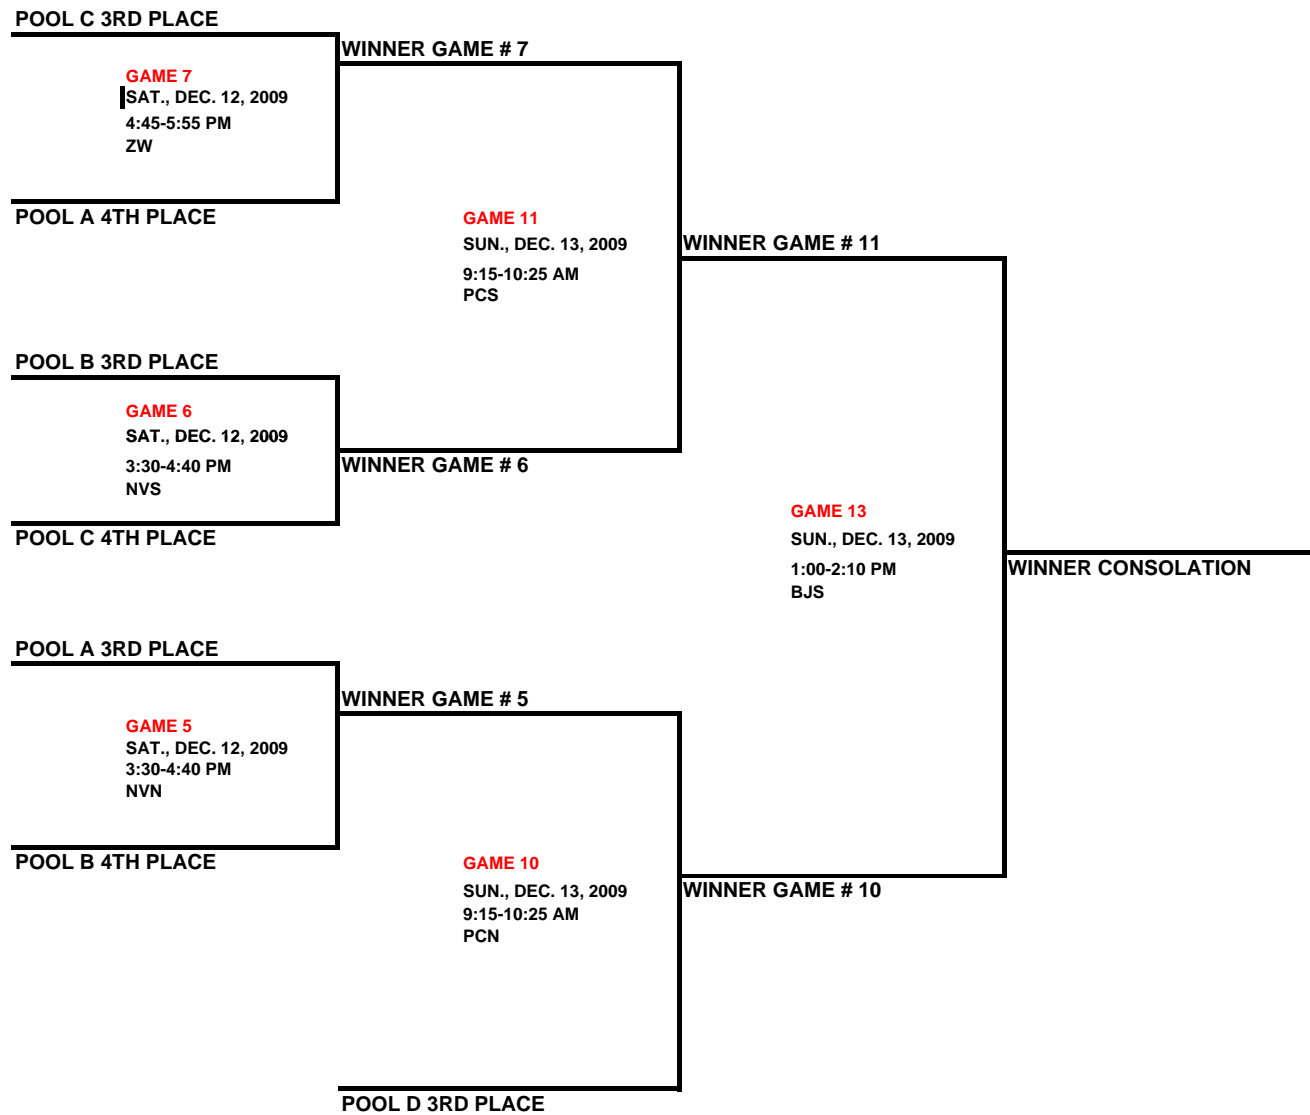 POOL C 3RD PLACE
WINNER GAME # 7
GAME 7
SAT., DEC. 12, 2009
4:45-5:55 PM
ZW
POOL A 4TH PLACE
GAME 11
SUN., DEC. 13, 2009
9:15-10:25 AM
PCS
WINNER GAME # 11
POOL B 3RD PLACE
GAME 6
SAT., DEC. 12, 2009
3:30-4:40 PM
NVS
WINNER GAME # 6
POOL C 4TH PLACE
GAME 13
SUN., DEC. 13, 2009
1:00-2:10 PM
BJS
WINNER CONSOLATION
POOL A 3RD PLACE
WINNER GAME # 5
GAME 5
SAT., DEC. 12, 2009
3:30-4:40 PM
NVN
POOL B 4TH PLACE
GAME 10
SUN., DEC. 13, 2009
9:15-10:25 AM
PCN
WINNER GAME # 10
POOL D 3RD PLACE